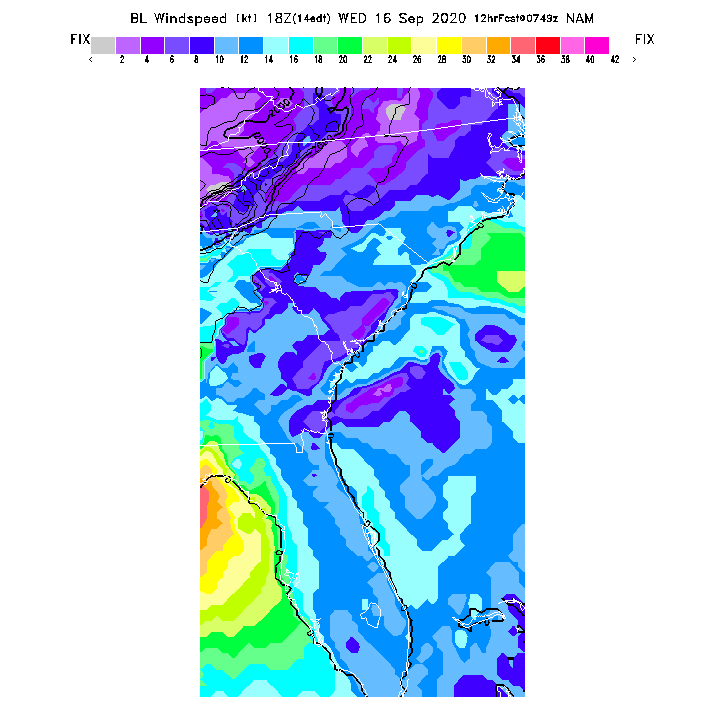 BL Windspeed [kt] 18Z(14edt) WED 16 Sep 2020 12hrFcst@0749z NAM
FIX FIX
< 2 4 6 8 10 12 14 16 18 20 22 24 26 28 30 32 34 36 38 40 42 >